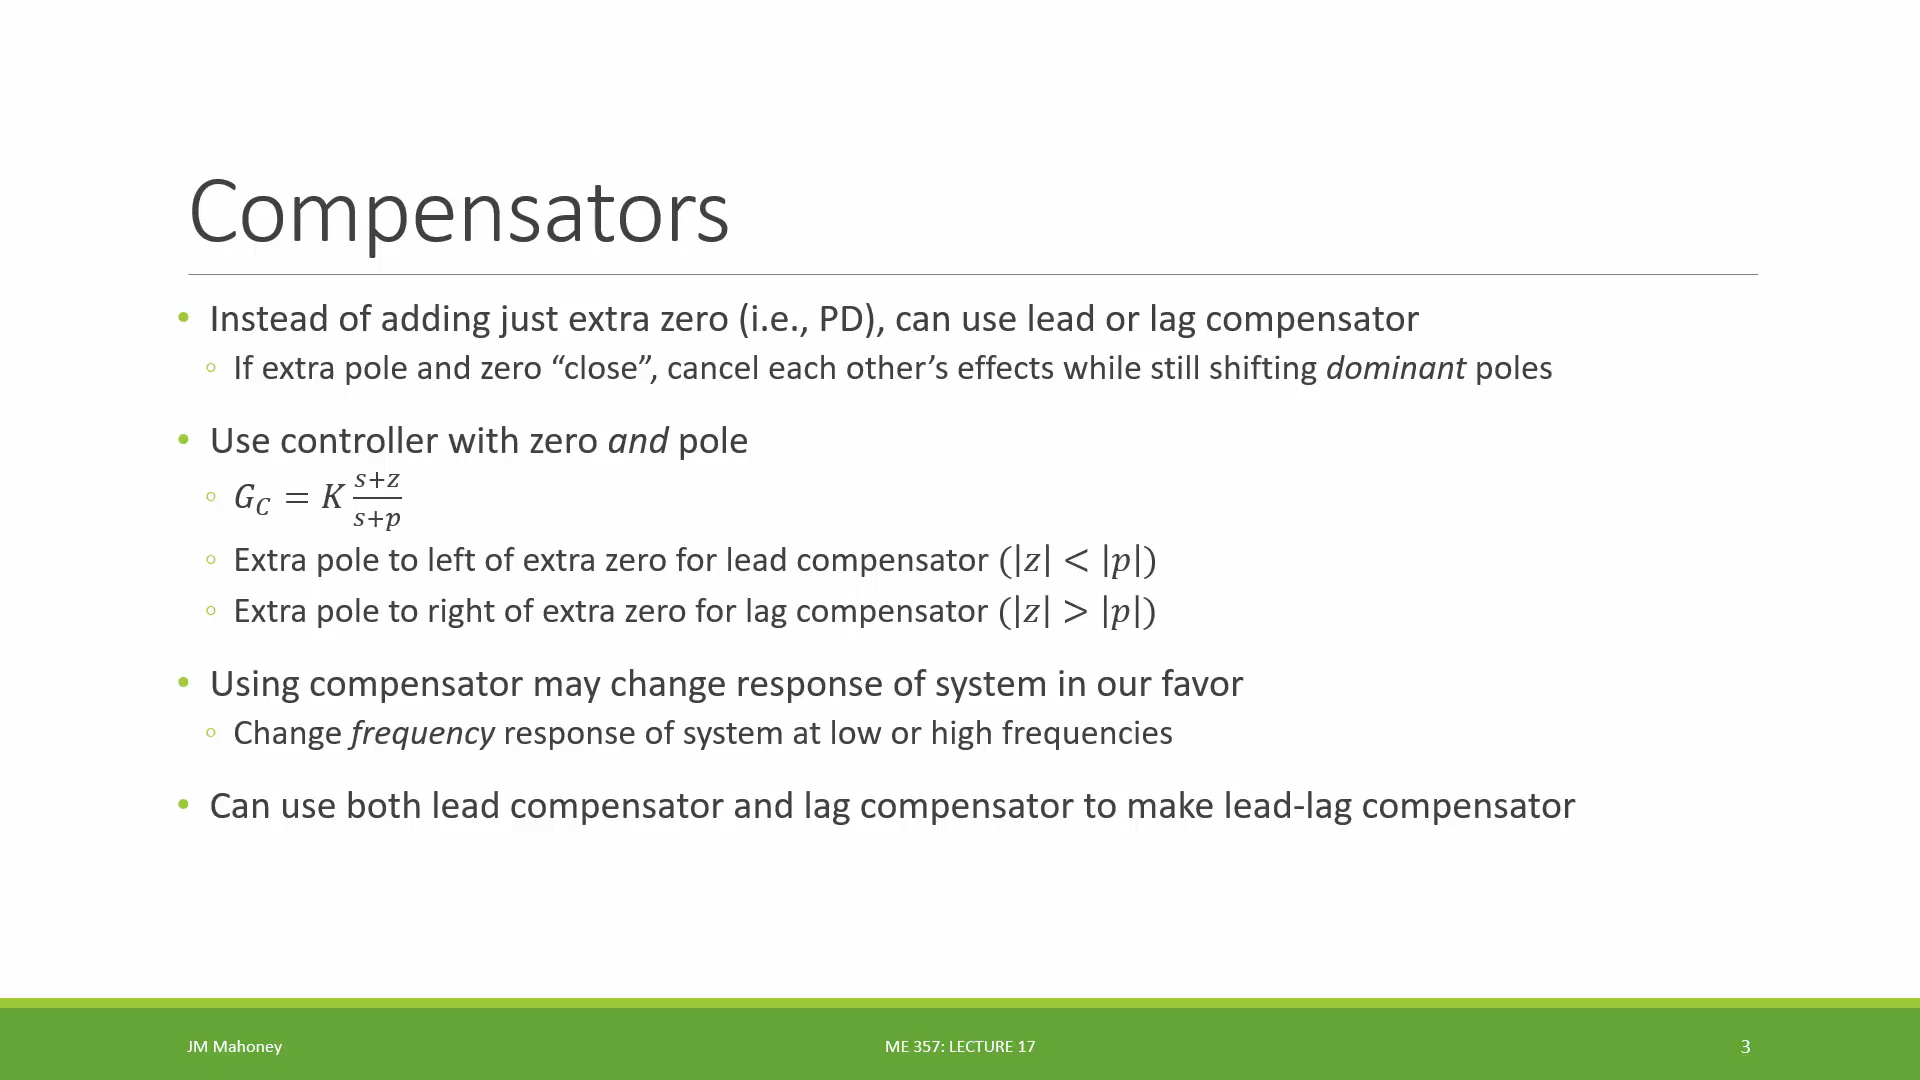 Compensators
• Instead of adding just extra zero (i.e., PD), can use lead or lag compensator
◦ If extra pole and zero “close”, cancel each other’s effects while still shifting dominant poles
• Use controller with zero and pole
◦ G_C = K \frac{s+z}{s+p}
◦ Extra pole to left of extra zero for lead compensator (|z| < |p|)
◦ Extra pole to right of extra zero for lag compensator (|z| > |p|)
• Using compensator may change response of system in our favor
◦ Change frequency response of system at low or high frequencies
• Can use both lead compensator and lag compensator to make lead-lag compensator
JM Mahoney
ME 357: LECTURE 17
3